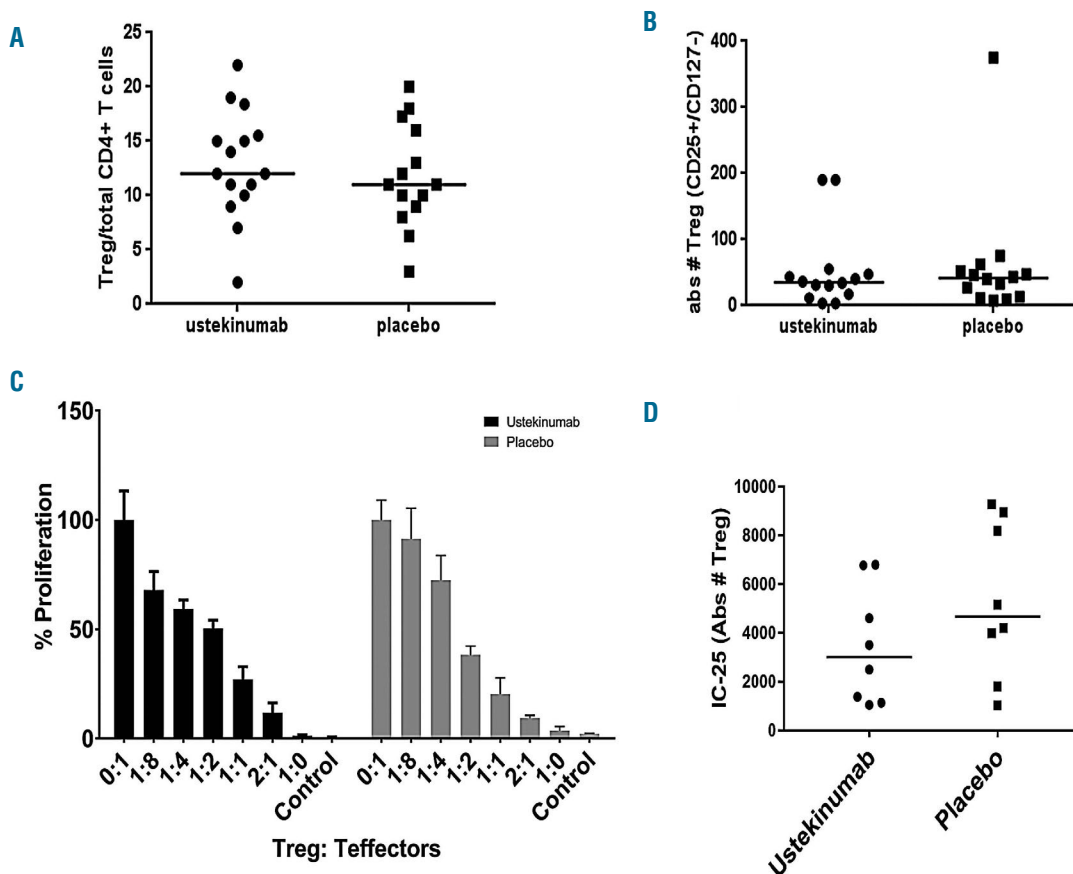 A
Treg/total CD4+ T cells
25
20
15
10
5
0
ustekinumab
placebo
B
abs # Treg (CD25+/CD127-)
400
300
200
100
0
ustekinumab
placebo
C
% Proliferation
150
100
50
0
Ustekinumab
Placebo
0:1
1:8
1:4
1:2
1:1
2:1
1:0
Control
0:1
1:8
1:4
1:2
1:1
2:1
1:0
Control
Treg: Teffectors
D
IC-25 (Abs # Treg)
10000
8000
6000
4000
2000
0
Ustekinumab
Placebo